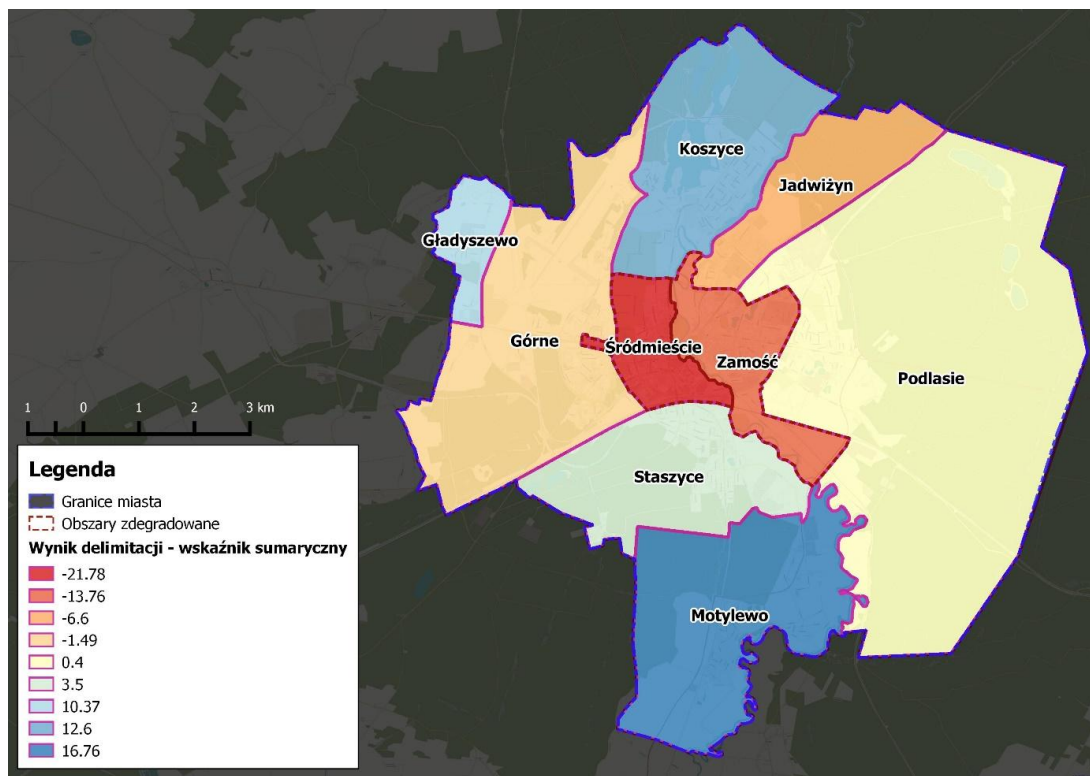 Koszyce
Jadwiżyn
Gładyszewo
Górne
Śródmieście
Zamość
Podlasie
1 0 1 2 3 km
Staszyce
Motylewo
Legenda
Granice miasta
Obszary zdegradowane
Wynik delimitacji - wskaźnik sumaryczny
-21.78
-13.76
-6.6
-1.49
0.4
3.5
10.37
12.6
16.76